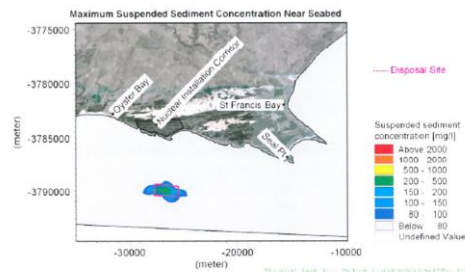 Maximum Suspended Sediment Concentration Near Seabed
-3775000
-3780000
(meter)
-3785000
-3790000
Oyster Bay
Nuclear Installation Corridor
St Francis Bay
Seal Pt
-30000
-20000
-10000
(meter)
Disposal Site
Suspended sediment
concentration [mg/l]
Above 2000
1000 - 2000
500 - 1000
200 - 500
150 - 200
100 - 150
80 - 100
Below 80
Undefined Value